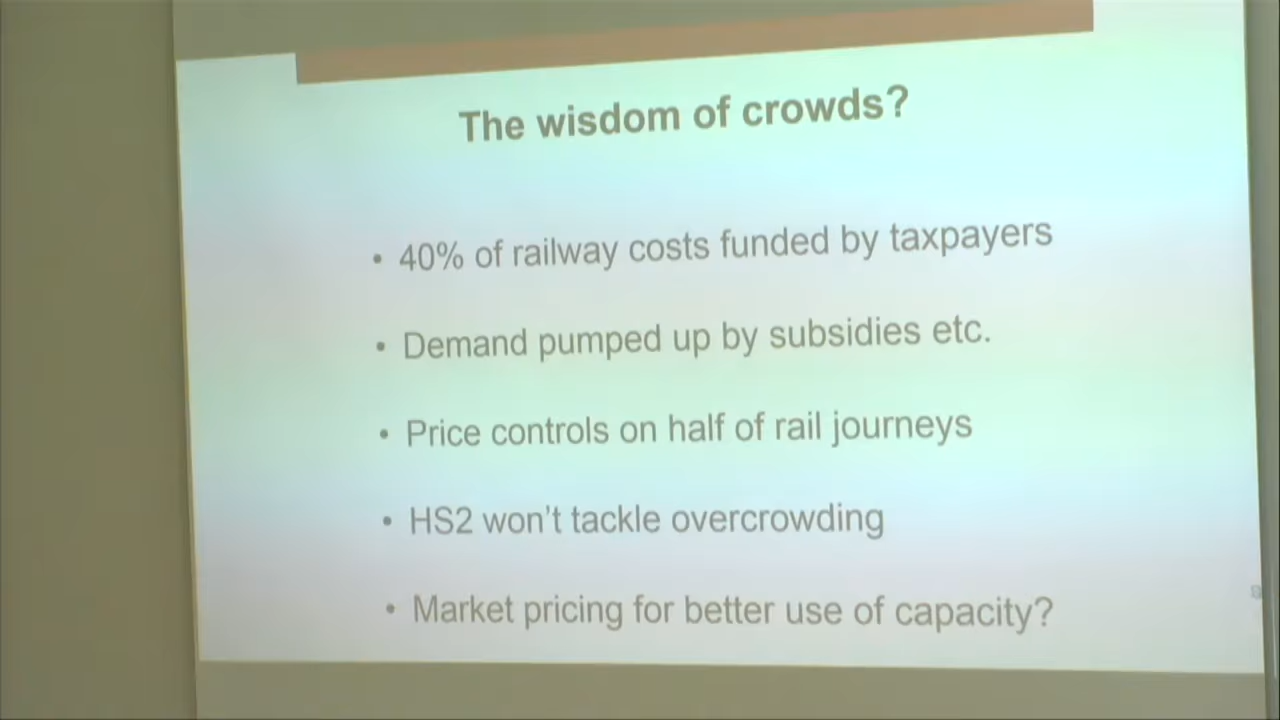 The wisdom of crowds?
• 40% of railway costs funded by taxpayers
• Demand pumped up by subsidies etc.
• Price controls on half of rail journeys
• HS2 won't tackle overcrowding
• Market pricing for better use of capacity?